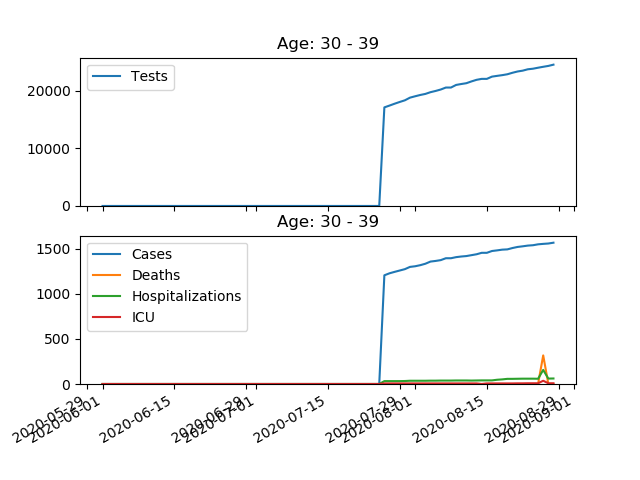 Age: 30 - 39
Tests
20000
10000
0
Age: 30 - 39
Cases
Deaths
Hospitalizations
ICU
1500
1000
500
0
2020-05-29
2020-06-01
2020-06-15
2020-06-29
2020-07-01
2020-07-15
2020-07-29
2020-08-01
2020-08-15
2020-08-29
2020-09-01